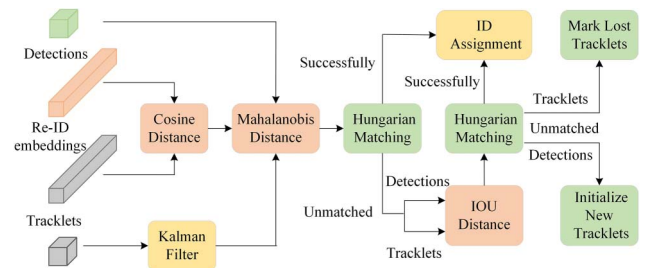 Detections
Re-ID
embeddings
Tracklets
Cosine
Distance
Kalman
Filter
Mahalanobis
Distance
Successfully
Hungarian
Matching
Unmatched
Detections
Tracklets
ID
Assignment
Successfully
Hungarian
Matching
IOU
Distance
Tracklets
Unmatched
Detections
Mark Lost
Tracklets
Initialize
New
Tracklets